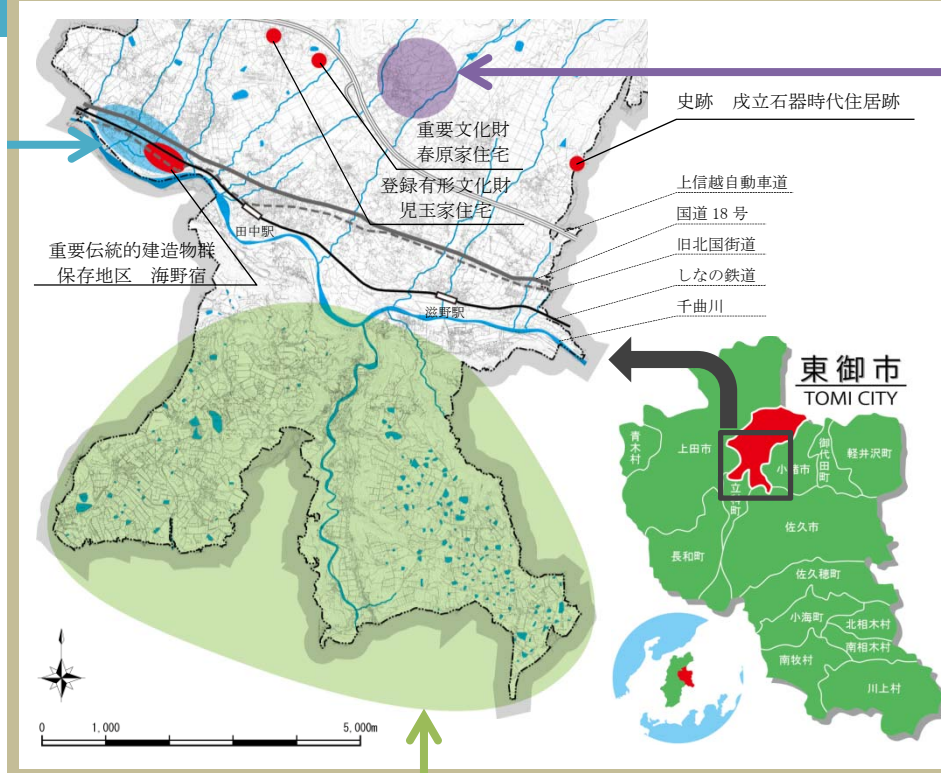 史跡 戌立石器時代住居跡
重要文化財
春原家住宅
登録有形文化財
児玉家住宅
上信越自動車道
国道 18 号
旧北国街道
しなの鉄道
千曲川
田中駅
滋野駅
重要伝統的建造物群
保存地区 海野宿
東御市
TOMI CITY
青木村
上田市
小諸市
御代田町
軽井沢町
立科町
佐久市
長和町
佐久穂町
小海町
北相木村
南相木村
南牧村
川上村
0 1,000 5,000m